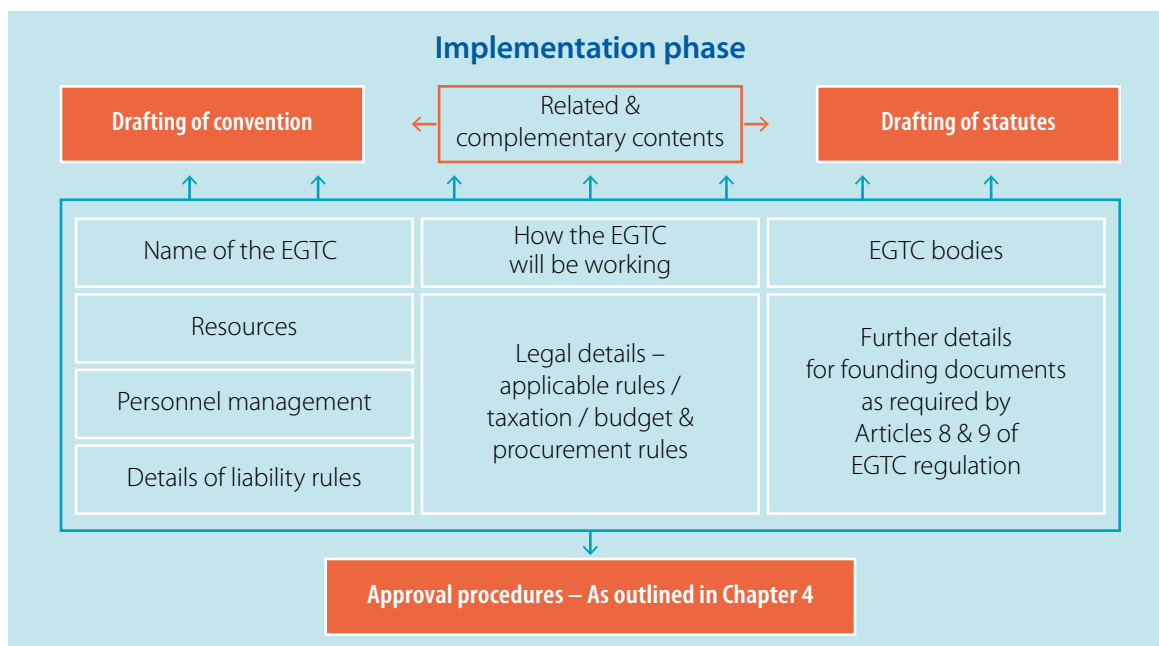 Implementation phase
Drafting of convention
Related &
complementary contents
Drafting of statutes
Name of the EGTC
How the EGTC
will be working
EGTC bodies
Resources
Personnel management
Details of liability rules
Legal details –
applicable rules /
taxation / budget &
procurement rules
Further details
for founding documents
as required by
Articles 8 & 9 of
EGTC regulation
Approval procedures – As outlined in Chapter 4